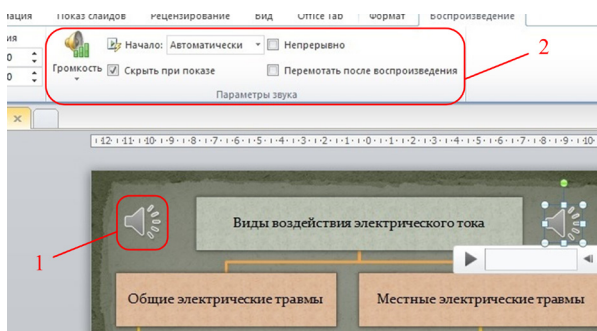 Показ слайдов Рецензирование Вид Office Tab Формат Воспроизведение
Начало: Автоматически Непрерывно 2
Громкость Скрыть при показе Перемотать после воспроизведения
Параметры звука
Виды воздействия электрического тока
1
Общие электрические травмы Местные электрические травмы